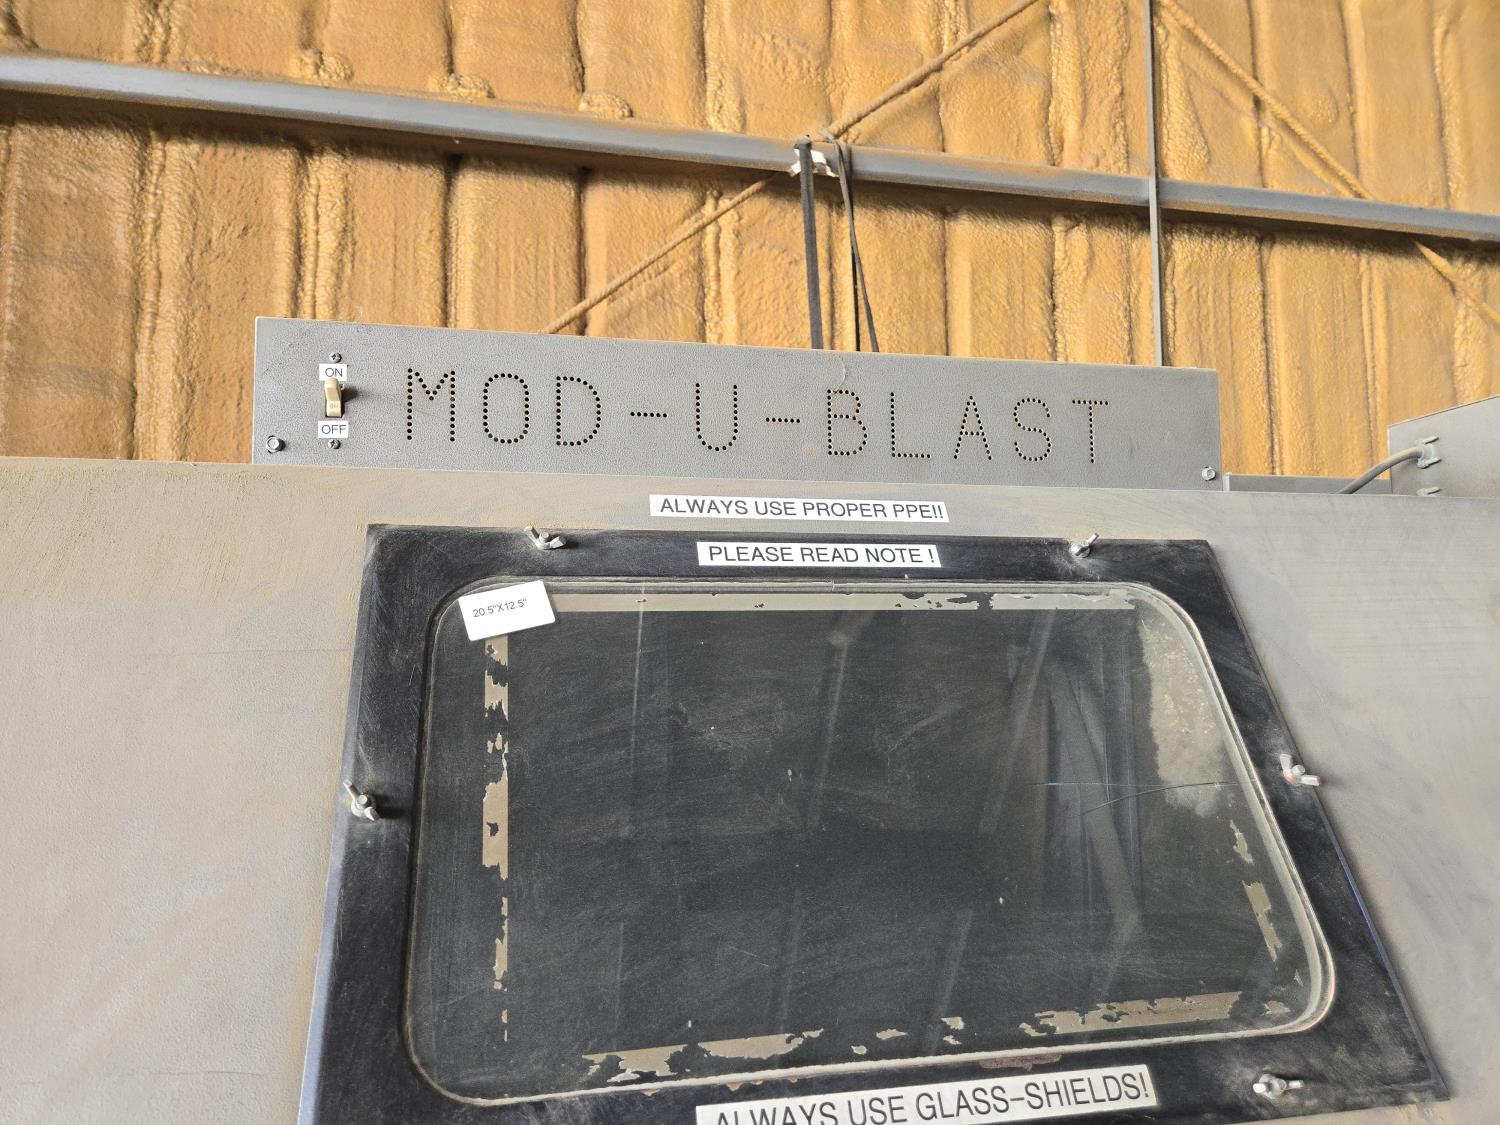 ON
OFF
MOD-U-BLAST
ALWAYS USE PROPER PPE!!
PLEASE READ NOTE !
20.5"X12.5"
ALWAYS USE GLASS-SHIELDS!